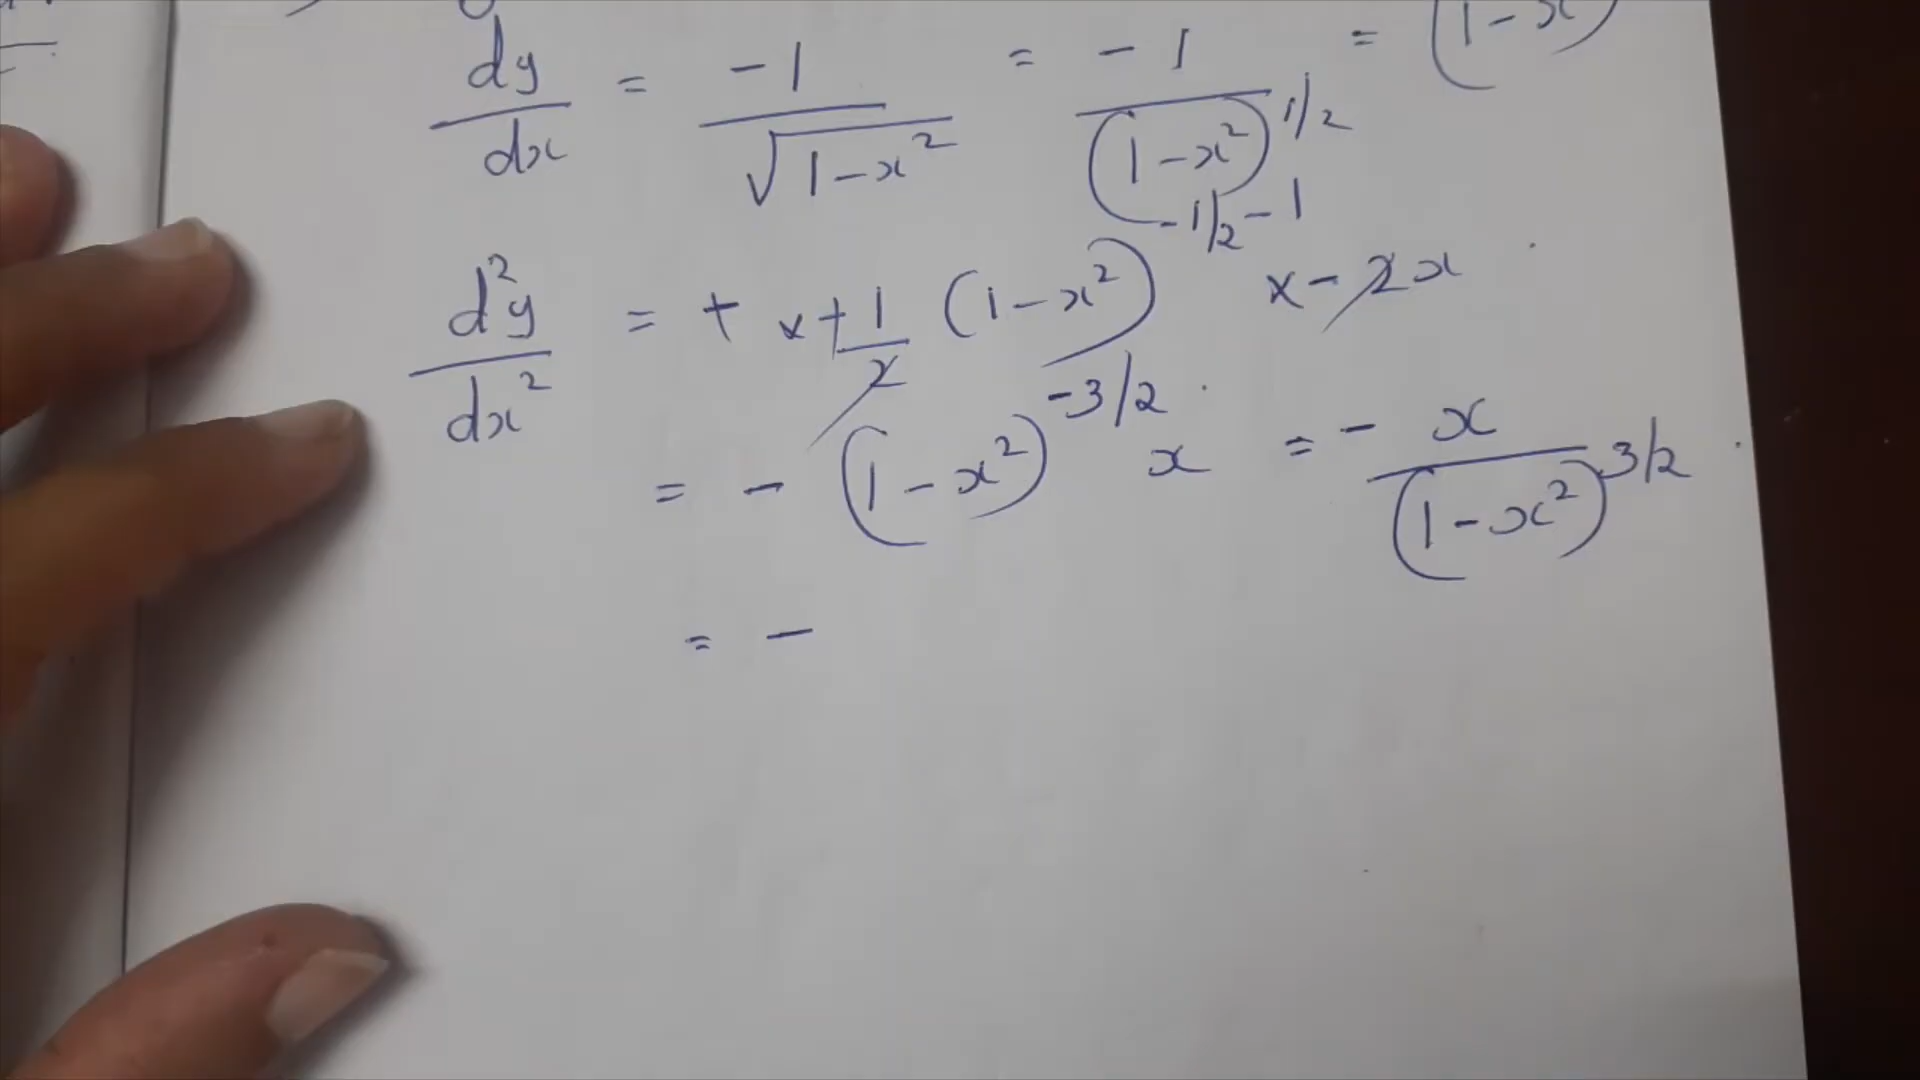 dy/dx = -1/√(1-x²) = -1/(1-x²)^1/2 = (1-x
d²y/dx² = + x + 1/2 (1-x²)^-1/2-1 x - 2x
= - (1-x²)^-3/2 x = - x/(1-x²)^3/2
= -